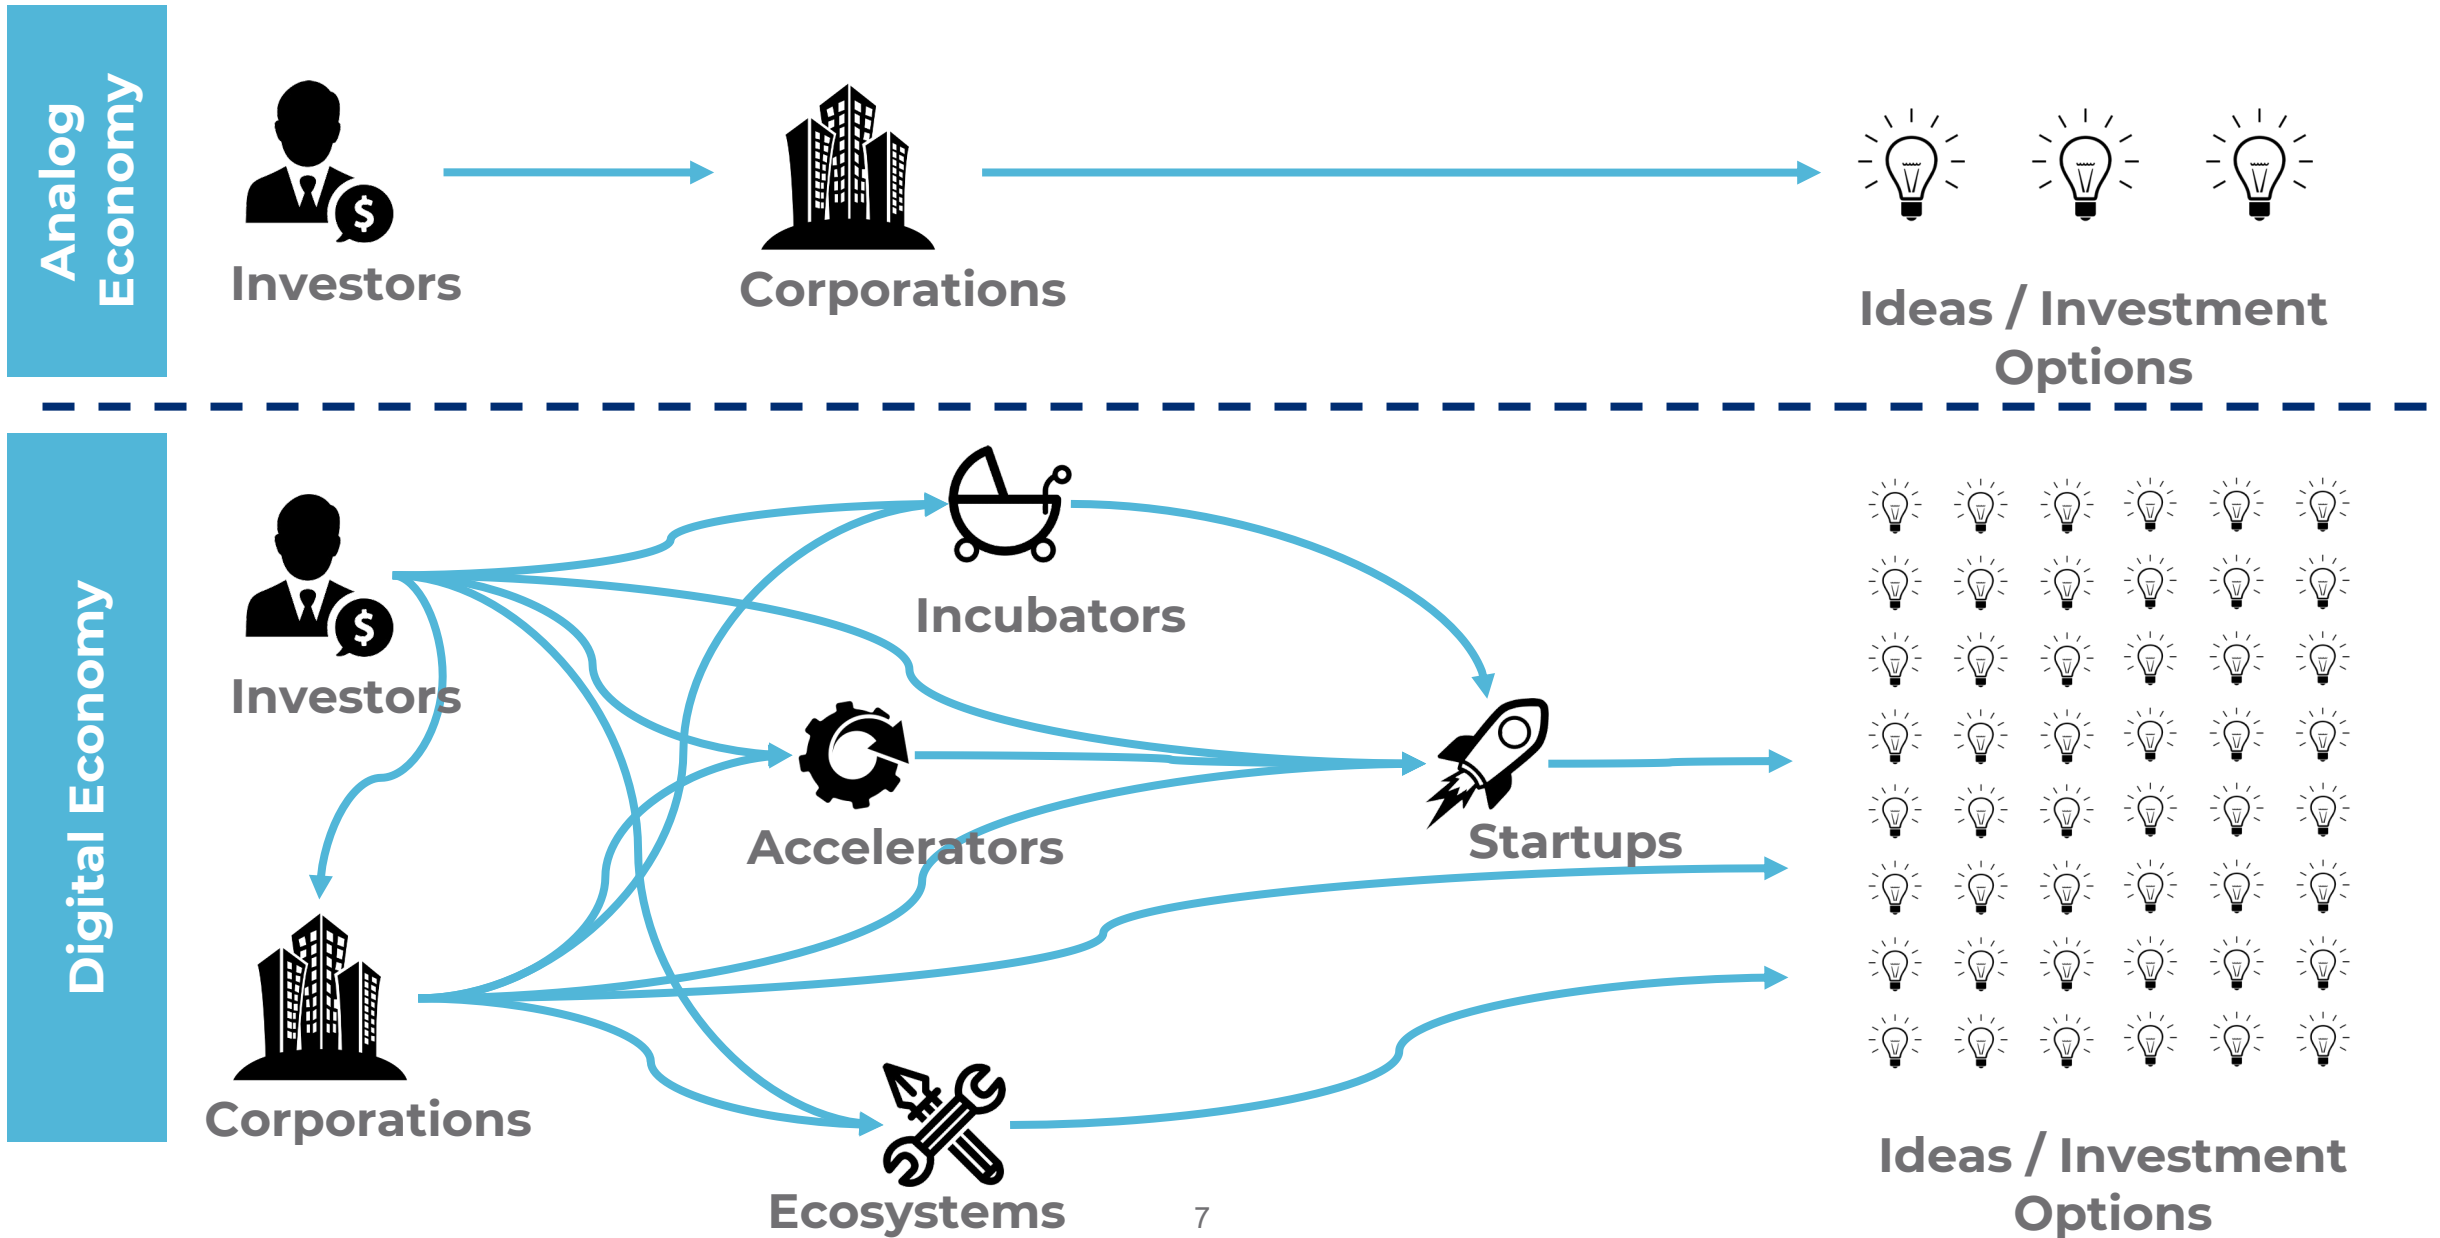 Analog
Economy
$
Investors
Corporations
Ideas / Investment
Options
Digital Economy
$
Investors
Incubators
Accelerators
Startups
Corporations
Ecosystems
Ideas / Investment
Options
7